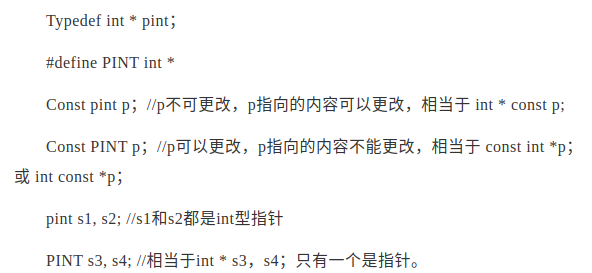 Typedef int * pint；
#define PINT int *
Const pint p；//p不可更改，p指向的内容可以更改，相当于 int * const p;
Const PINT p；//p可以更改，p指向的内容不能更改，相当于 const int *p；
或 int const *p；
pint s1, s2; //s1和s2都是int型指针
PINT s3, s4; //相当于int * s3，s4；只有一个是指针。